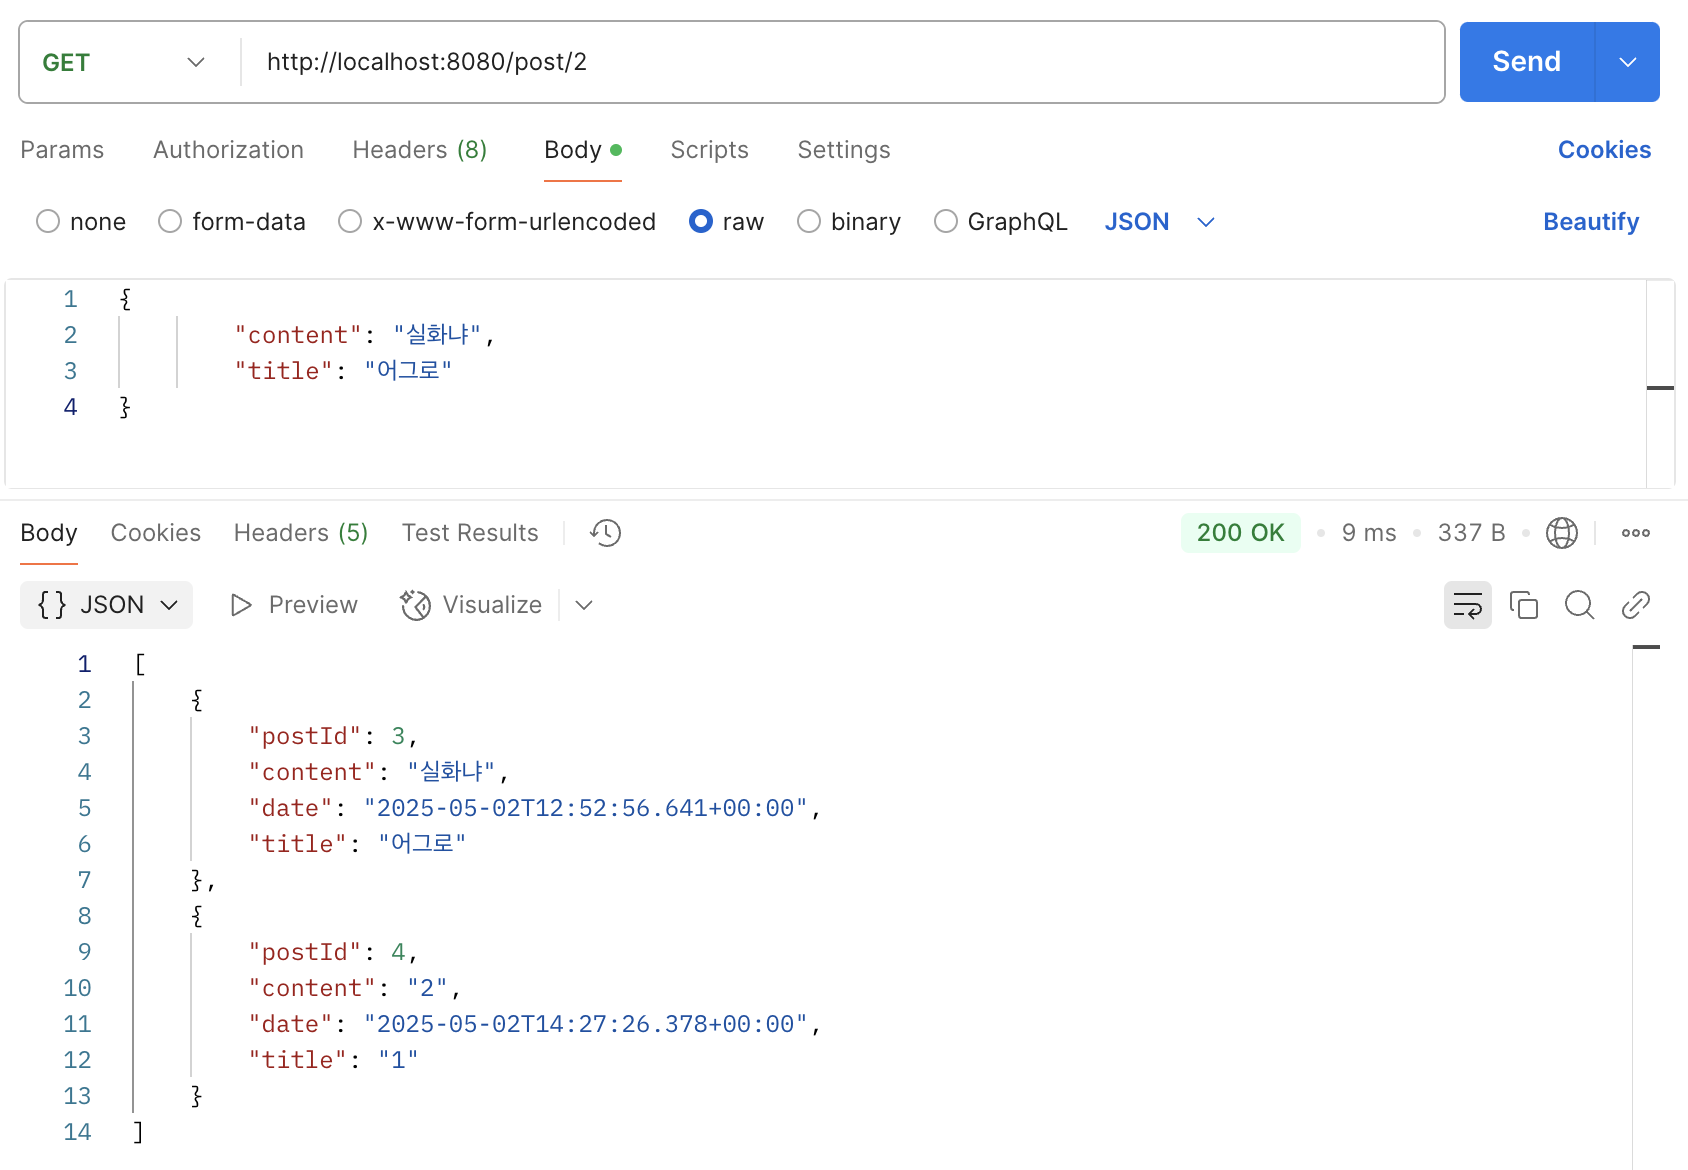 GET http://localhost:8080/post/2 Send
Params Authorization Headers (8) Body Scripts Settings Cookies
none form-data x-www-form-urlencoded raw binary GraphQL JSON Beautify
1 {
2 "content": "실화냐",
3 "title": "어그로"
4 }
Body Cookies Headers (5) Test Results 200 OK 9 ms 337 B
{} JSON Preview Visualize
1 [
2 {
3 "postId": 3,
4 "content": "실화냐",
5 "date": "2025-05-02T12:52:56.641+00:00",
6 "title": "어그로"
7 },
8 {
9 "postId": 4,
10 "content": "2",
11 "date": "2025-05-02T14:27:26.378+00:00",
12 "title": "1"
13 }
14 ]